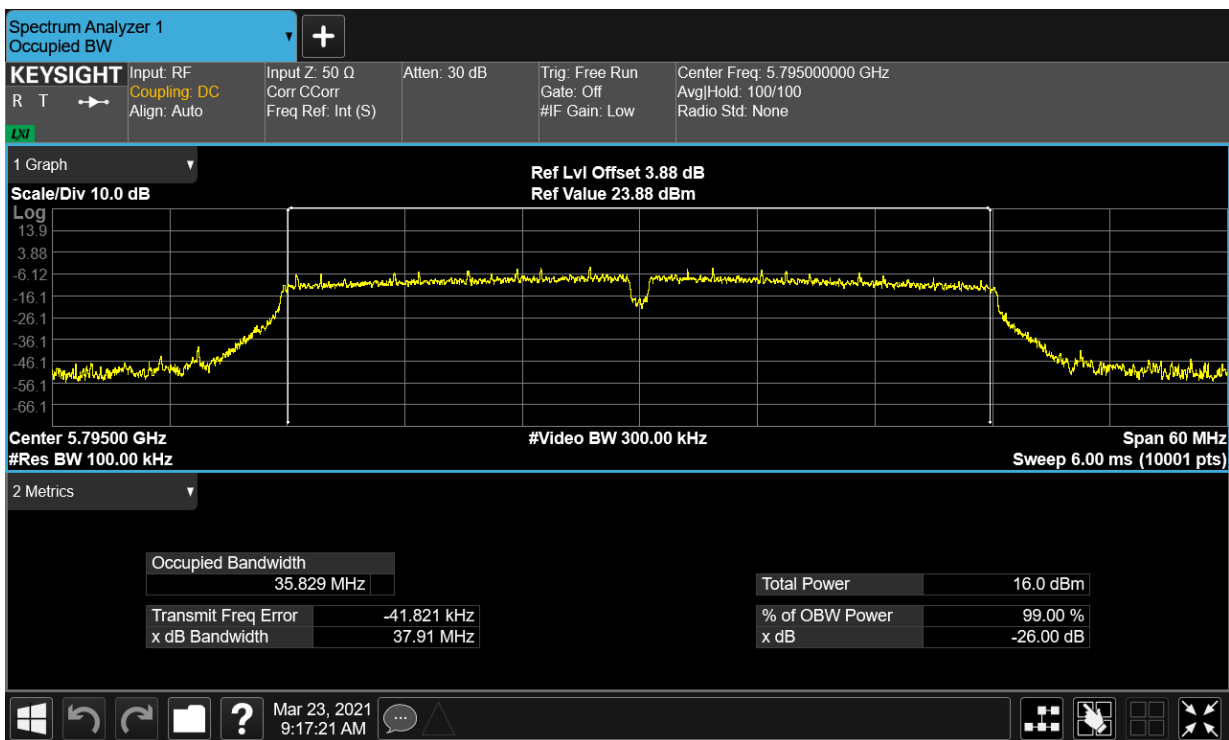 Spectrum Analyzer 1
Occupied BW
+
KEYSIGHT
R T
LXI
Input: RF
Coupling: DC
Align: Auto
Input Z: 50 Ω
Corr CCorr
Freq Ref: Int (S)
Atten: 30 dB
Trig: Free Run
Gate: Off
#IF Gain: Low
Center Freq: 5.795000000 GHz
Avg|Hold: 100/100
Radio Std: None
1 Graph
Ref Lvl Offset 3.88 dB
Scale/Div 10.0 dB
Ref Value 23.88 dBm
Log
13.9
3.88
-6.12
-16.1
-26.1
-36.1
-46.1
-56.1
-66.1
Center 5.79500 GHz
#Video BW 300.00 kHz
Span 60 MHz
#Res BW 100.00 kHz
Sweep 6.00 ms (10001 pts)
2 Metrics
Occupied Bandwidth
35.829 MHz
Total Power 16.0 dBm
Transmit Freq Error -41.821 kHz
% of OBW Power 99.00 %
x dB Bandwidth 37.91 MHz
x dB -26.00 dB
?
Mar 23, 2021
9:17:21 AM